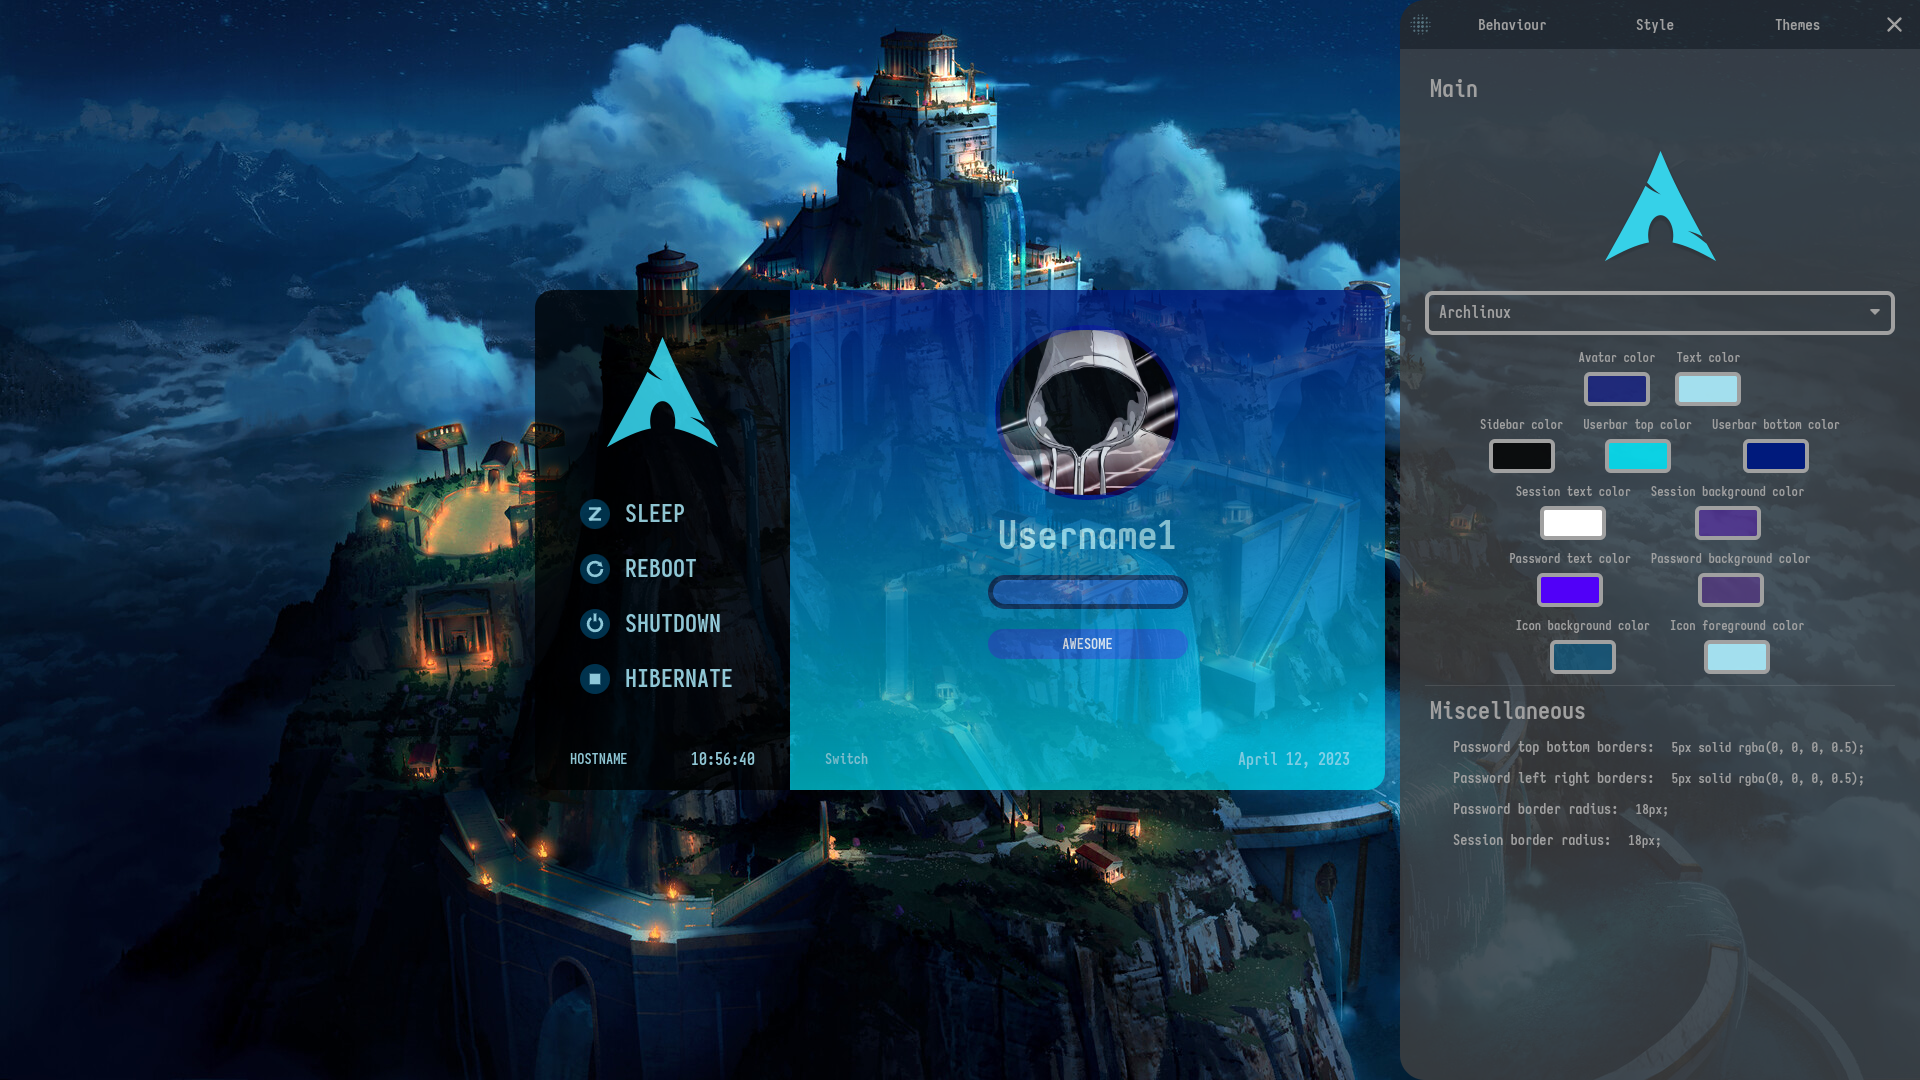 SLEEP
REBOOT
SHUTDOWN
HIBERNATE
HOSTNAME 10:56:40
Username1
AWESOME
Switch April 12, 2023
Behaviour Style Themes
Main
Archlinux
Avatar color Text color
Sidebar color Userbar top color Userbar bottom color
Session text color Session background color
Password text color Password background color
Icon background color Icon foreground color
Miscellaneous
Password top bottom borders: 5px solid rgba(0, 0, 0, 0.5);
Password left right borders: 5px solid rgba(0, 0, 0, 0.5);
Password border radius: 18px;
Session border radius: 18px;